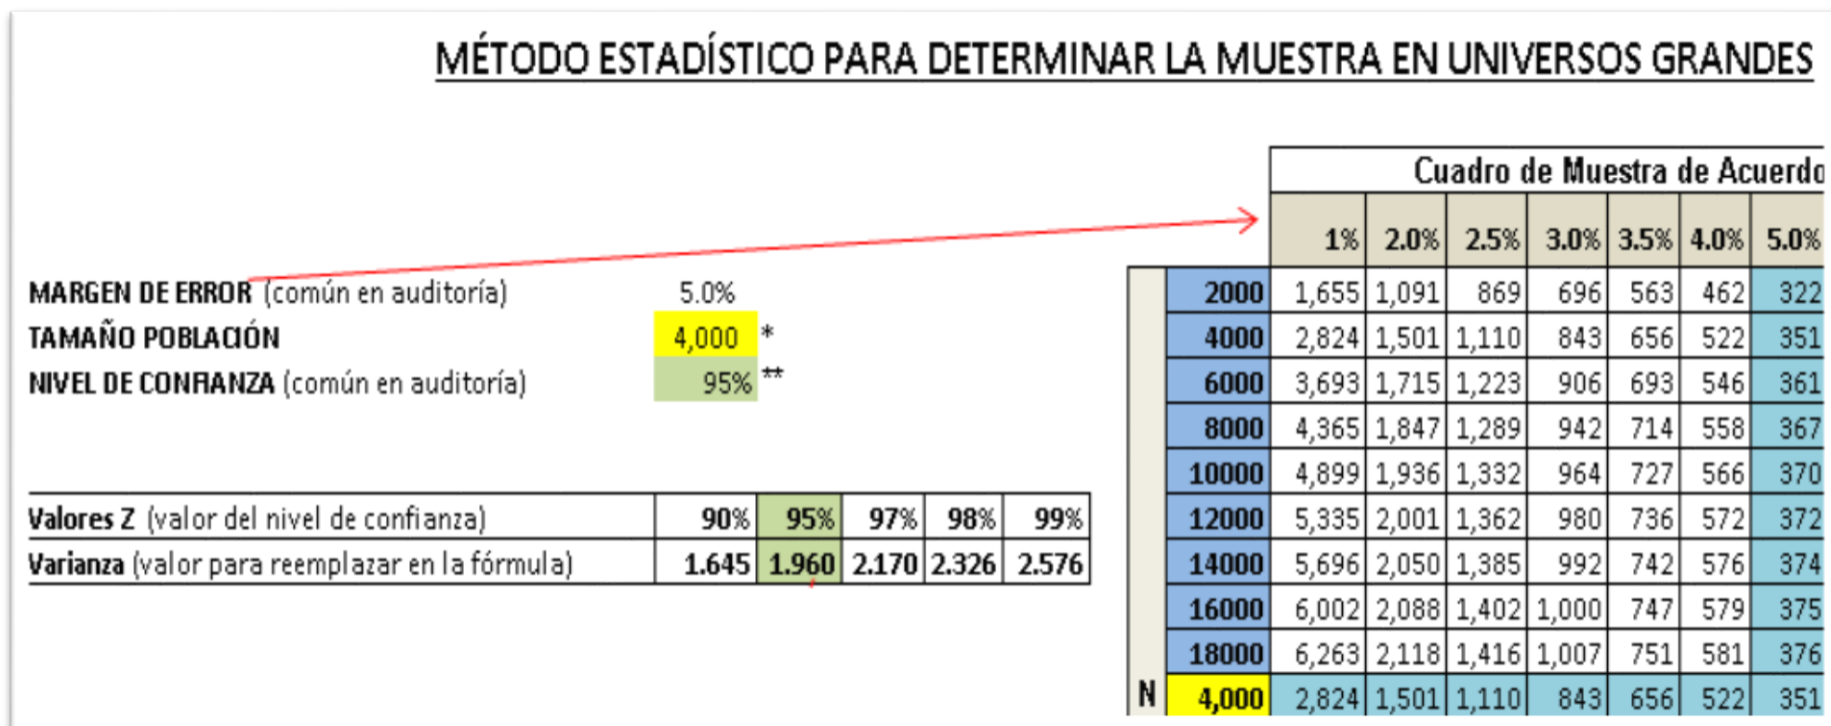 MÉTODO ESTADÍSTICO PARA DETERMINAR LA MUESTRA EN UNIVERSOS GRANDES
Cuadro de Muestra de Acuerdo
1% 2.0% 2.5% 3.0% 3.5% 4.0% 5.0%
MARGEN DE ERROR (común en auditoría) 5.0%
TAMAÑO POBLACIÓN 4,000 *
NIVEL DE CONFIANZA (común en auditoría) 95% **
Valores Z (valor del nivel de confianza) 90% 95% 97% 98% 99%
Varianza (valor para reemplazar en la fórmula) 1.645 1.960 2.170 2.326 2.576
2000 1,655 1,091 869 696 563 462 322
4000 2,824 1,501 1,110 843 656 522 351
6000 3,693 1,715 1,223 906 693 546 361
8000 4,365 1,847 1,289 942 714 558 367
10000 4,899 1,936 1,332 964 727 566 370
12000 5,335 2,001 1,362 980 736 572 372
14000 5,696 2,050 1,385 992 742 576 374
16000 6,002 2,088 1,402 1,000 747 579 375
18000 6,263 2,118 1,416 1,007 751 581 376
N 4,000 2,824 1,501 1,110 843 656 522 351